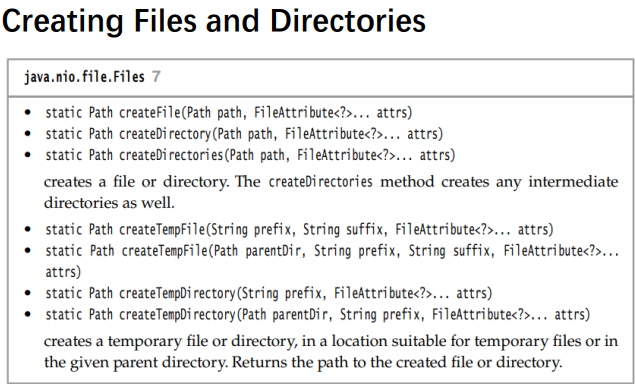 Creating Files and Directories
java.nio.file.Files 7
• static Path createFile(Path path, FileAttribute<?>... attrs)
• static Path createDirectory(Path path, FileAttribute<?>... attrs)
• static Path createDirectories(Path path, FileAttribute<?>... attrs)
creates a file or directory. The createDirectories method creates any intermediate
directories as well.
• static Path createTempFile(String prefix, String suffix, FileAttribute<?>... attrs)
• static Path createTempFile(Path parentDir, String prefix, String suffix, FileAttribute<?>...
attrs)
• static Path createTempDirectory(String prefix, FileAttribute<?>... attrs)
• static Path createTempDirectory(Path parentDir, String prefix, FileAttribute<?>... attrs)
creates a temporary file or directory, in a location suitable for temporary files or in
the given parent directory. Returns the path to the created file or directory.